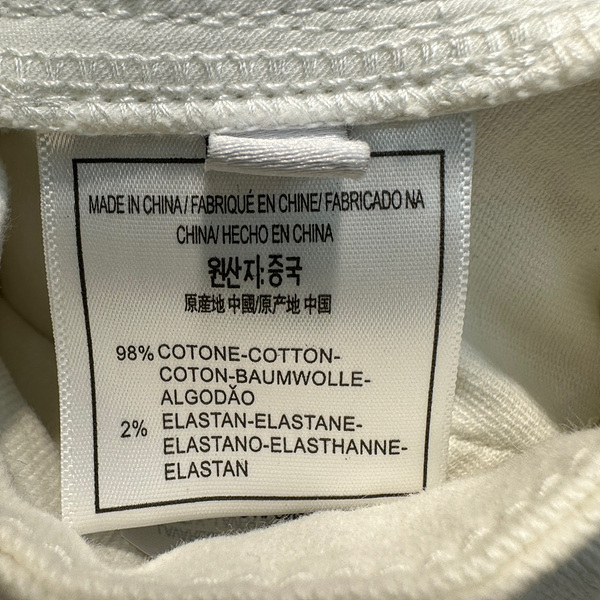 MADE IN CHINA/ FABRIQUÉ EN CHINE/ FABRICADO NA
CHINA/ HECHO EN CHINA
원산지:중국
原産地 中國/原产地 中国
98% COTONE-COTTON-
COTON-BAUMWOLLE-
ALGODÃO
2% ELASTAN-ELASTANE-
ELASTANO-ELASTHANNE-
ELASTAN